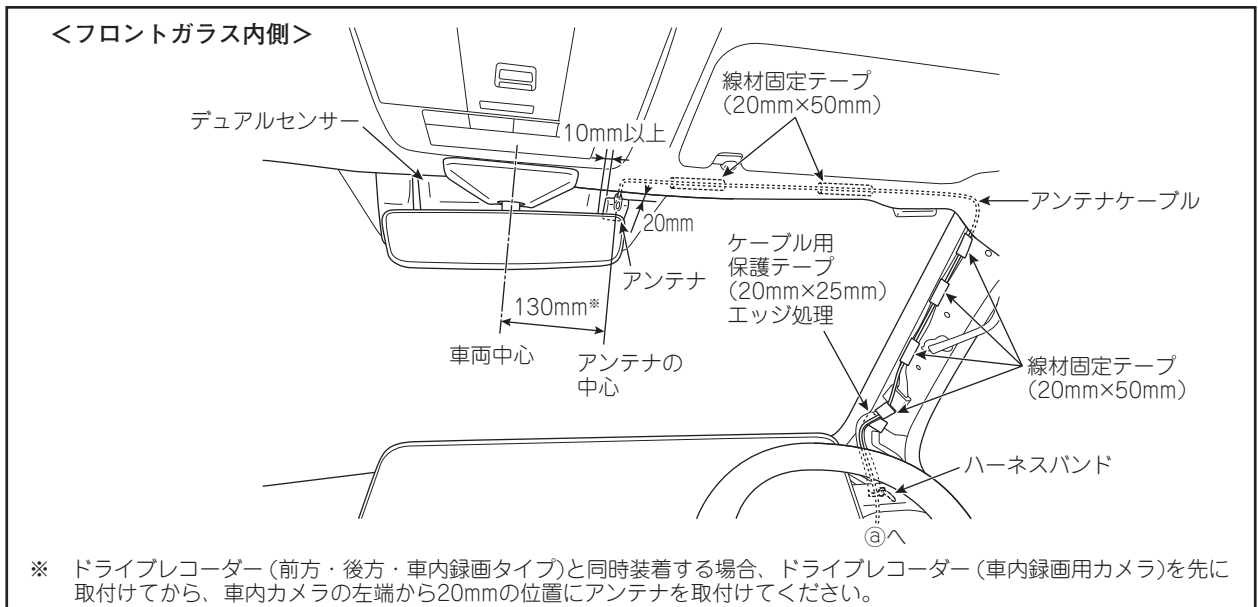 ＜フロントガラス内側＞
線材固定テープ
(20mm×50mm)
デュアルセンサー
10mm以上
アンテナケーブル
20mm
ケーブル用
保護テープ
(20mm×25mm)
エッジ処理
アンテナ
130mm※
車両中心
アンテナの
中心
線材固定テープ
(20mm×50mm)
ハーネスバンド
ⓐへ
※ ドライブレコーダー (前方・後方・車内録画タイプ)と同時装着する場合、ドライブレコーダー (車内録画用カメラ)を先に
取付けてから、車内カメラの左端から20mmの位置にアンテナを取付けてください。